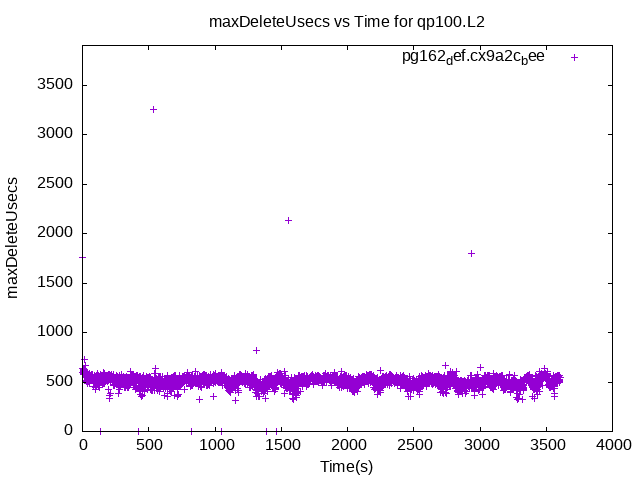 maxDeleteUsecs vs Time for qp100.L2
pg162def.cx9a2cbee
3500
3000
2500
2000
1500
1000
500
0
maxDeleteUsecs
0 500 1000 1500 2000 2500 3000 3500 4000
Time(s)